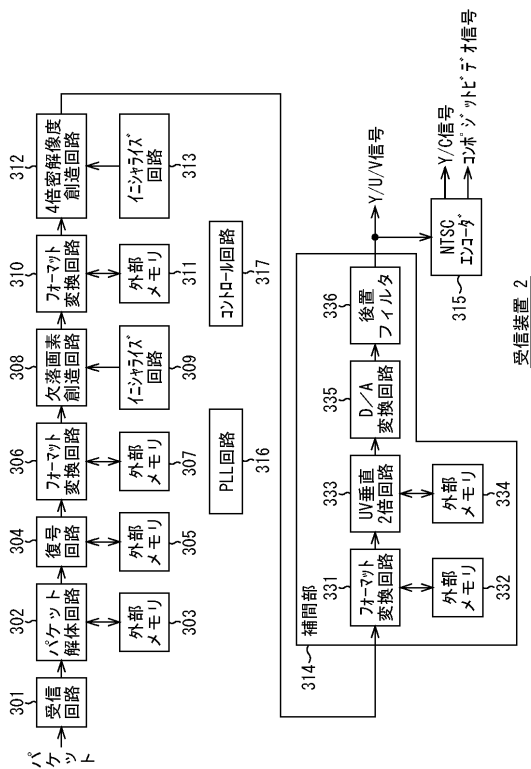 パケット
301
受信
回路
302
パケット
解体回路
303
外部
メモリ
304
復号
回路
305
外部
メモリ
306
フォーマット
変換回路
307
外部
メモリ
308
欠落画素
創造回路
309
イニシャライズ
回路
310
フォーマット
変換回路
311
外部
メモリ
312
4倍密解像度
創造回路
313
イニシャライズ
回路
PLL回路
316
コントロール回路
317
314
補間部
331
フォーマット
変換回路
332
外部
メモリ
333
UV垂直
2倍回路
334
外部
メモリ
335
D/A
変換回路
336
後置
フィルタ
Y/U/V信号
315
NTSC
エンコーダ
Y/C信号
コンポジットビデオ信号
受信装置 2